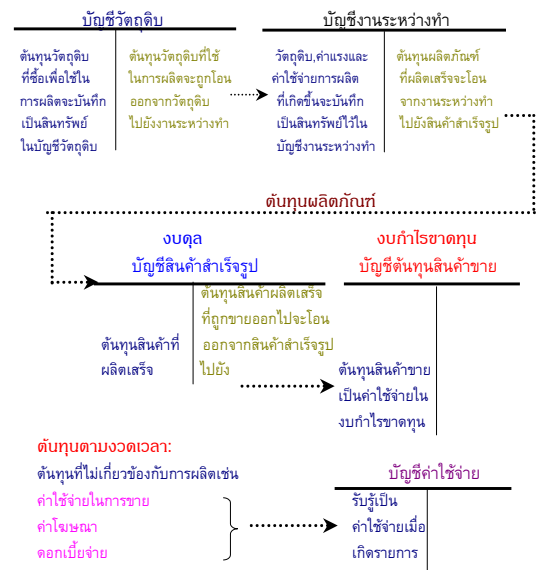 บัญชีวัตถุดิบ
ต้นทุนวัตถุดิบ
ที่ซื้อเพื่อใช้ใน
การผลิตจะบันทึก
เป็นสินทรัพย์
ในบัญชีวัตถุดิบ
ต้นทุนวัตถุดิบที่ใช้
ในการผลิตจะถูกโอน
ออกจากวัตถุดิบ
ไปยังงานระหว่างทำ
บัญชีงานระหว่างทำ
วัตถุดิบ,ค่าแรงและ
ค่าใช้จ่ายการผลิต
ที่เกิดขึ้นจะบันทึก
เป็นสินทรัพย์ไว้ใน
บัญชีงานระหว่างทำ
ต้นทุนผลิตภัณฑ์
ที่ผลิตเสร็จจะโอน
จากงานระหว่างทำ
ไปยังสินค้าสำเร็จรูป
ต้นทุนผลิตภัณฑ์
งบดุล
บัญชีสินค้าสำเร็จรูป
ต้นทุนสินค้าที่
ผลิตเสร็จ
ต้นทุนสินค้าผลิตเสร็จ
ที่ถูกขายออกไปจะโอน
ออกจากสินค้าสำเร็จรูป
ไปยัง
งบกำไรขาดทุน
บัญชีต้นทุนสินค้าขาย
ต้นทุนสินค้าขาย
เป็นค่าใช้จ่ายใน
งบกำไรขาดทุน
ต้นทุนตามงวดเวลา:
ต้นทุนที่ไม่เกี่ยวข้องกับการผลิตเช่น
ค่าใช้จ่ายในการขาย
ค่าโฆษณา
ดอกเบี้ยจ่าย
บัญชีค่าใช้จ่าย
รับรู้เป็น
ค่าใช้จ่ายเมื่อ
เกิดรายการ